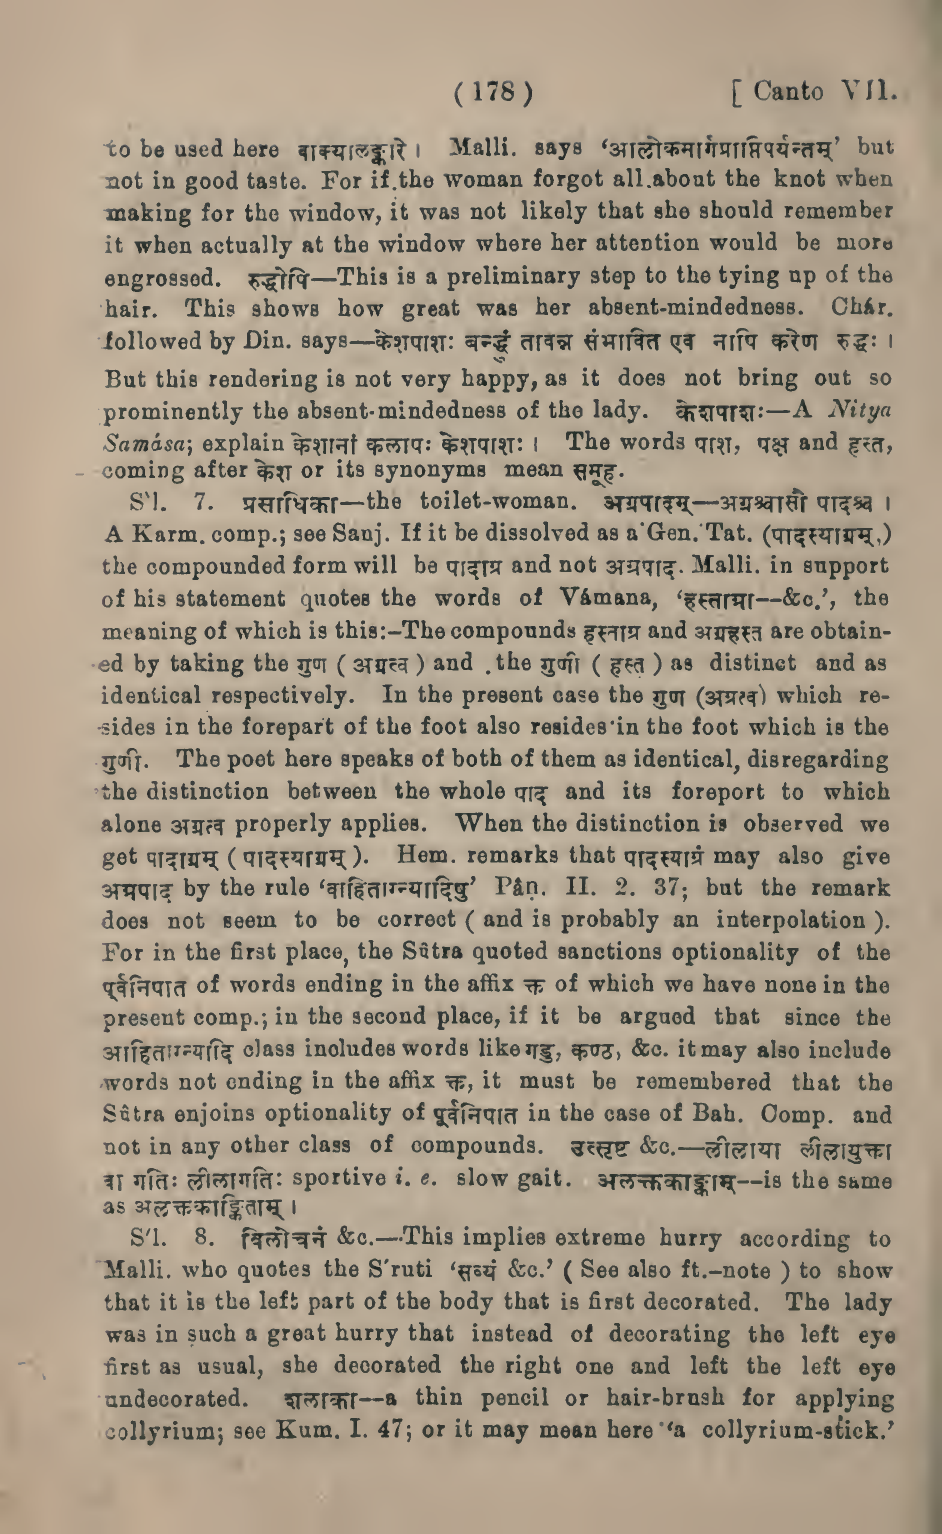 ( 178 ) [ Canto VII.
to be used here वाक्यालङ्कारे । Malli. says ‘आलोकमार्गप्राप्तिपर्यन्तम्’ but
not in good taste. For if the woman forgot all about the knot when
making for the window, it was not likely that she should remember
it when actually at the window where her attention would be more
engrossed. रुद्धोपि—This is a preliminary step to the tying up of the
hair. This shows how great was her absent-mindedness. Chár.
followed by Din. says—केशपाशः बन्द्धुं तावन्न संभावित एव नापि करेण रुद्धः ।
But this rendering is not very happy, as it does not bring out so
prominently the absent-mindedness of the lady. केशपाशः—A Nitya
Samása; explain केशानां कलापः केशपाशः । The words पाश, पक्ष and हस्त,
coming after केश or its synonyms mean समूह.
S'l. 7. प्रसाधिका—the toilet-woman. अग्रपादम्—अग्रश्चासौ पादश्च ।
A Karm. comp.; see Sanj. If it be dissolved as a Gen. Tat. (पादस्याग्रम्,)
the compounded form will be पादाग्र and not अग्रपाद. Malli. in support
of his statement quotes the words of Vámana, ‘हस्ताग्रा--&c.’, the
meaning of which is this:–The compounds हस्ताग्र and अग्रहस्त are obtain-
ed by taking the गुण ( अग्रत्व ) and the गुणी ( हस्त ) as distinct and as
identical respectively. In the present case the गुण (अग्रत्व) which re-
sides in the forepart of the foot also resides in the foot which is the
गुणी. The poet here speaks of both of them as identical, disregarding
the distinction between the whole पाद and its foreport to which
alone अग्रत्व properly applies. When the distinction is observed we
get पादाग्रम् ( पादस्याग्रम् ). Hem. remarks that पादस्याग्रं may also give
अग्रपाद by the rule ‘वाहिताग्न्यादिषु’ Pâṇ. II. 2. 37; but the remark
does not seem to be correct ( and is probably an interpolation ).
For in the first place, the Sûtra quoted sanctions optionality of the
पूर्वनिपात of words ending in the affix क्त of which we have none in the
present comp.; in the second place, if it be argued that since the
आहिताग्न्यादि class includes words like गडु, कण्ठ, &c. it may also include
words not ending in the affix क्त, it must be remembered that the
Sûtra enjoins optionality of पूर्वनिपात in the case of Bah. Comp. and
not in any other class of compounds. उत्सृष्ट &c.—लीलाया लीलायुक्ता
वा गतिः लीलागतिः sportive i. e. slow gait. अलक्तकाङ्काम्--is the same
as अलक्तकाङ्किताम् ।
S'l. 8. विलोचनं &c.—This implies extreme hurry according to
Malli. who quotes the S'ruti ‘सव्यं &c.’ ( See also ft.–note ) to show
that it is the left part of the body that is first decorated. The lady
was in such a great hurry that instead of decorating the left eye
first as usual, she decorated the right one and left the left eye
undecorated. शलाका--a thin pencil or hair-brush for applying
collyrium; see Kum. I. 47; or it may mean here ‘a collyrium-stick.’